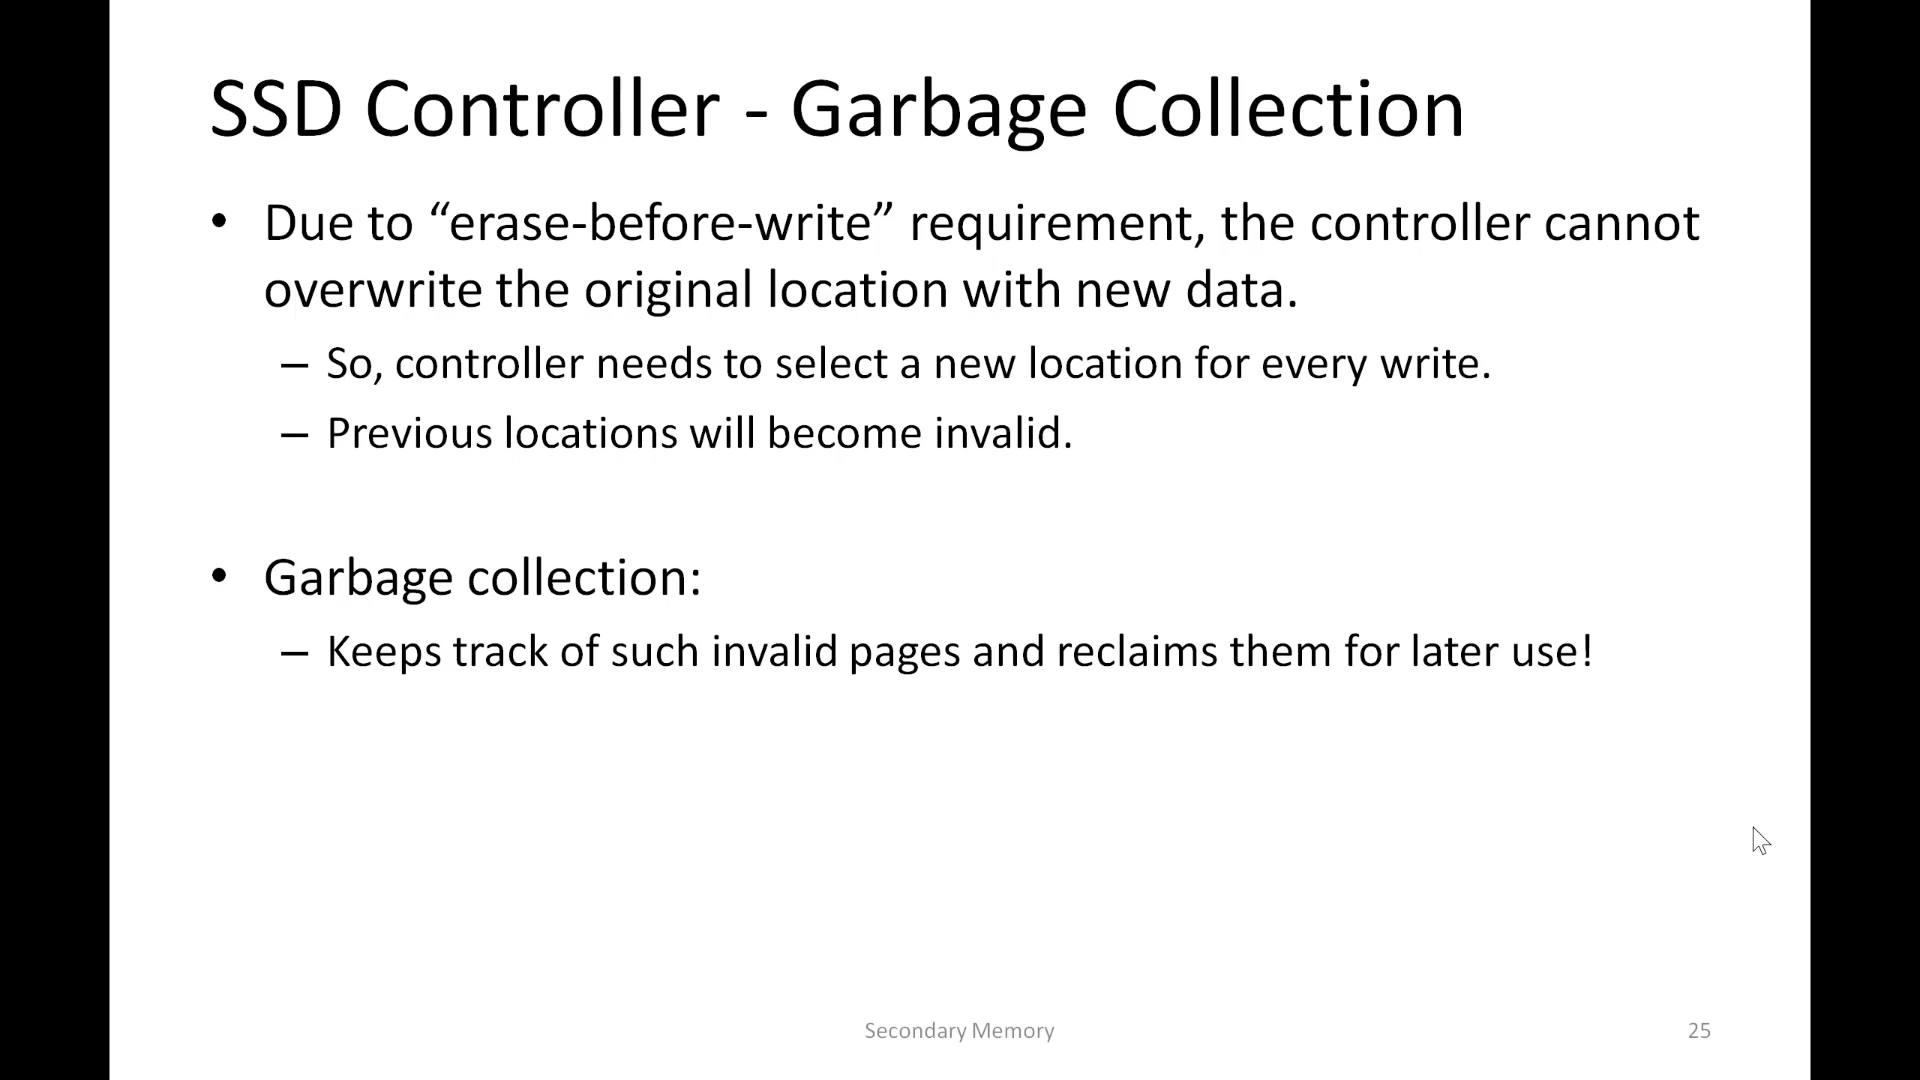 SSD Controller - Garbage Collection
• Due to “erase-before-write” requirement, the controller cannot
overwrite the original location with new data.
– So, controller needs to select a new location for every write.
– Previous locations will become invalid.
• Garbage collection:
– Keeps track of such invalid pages and reclaims them for later use!
Secondary Memory
25